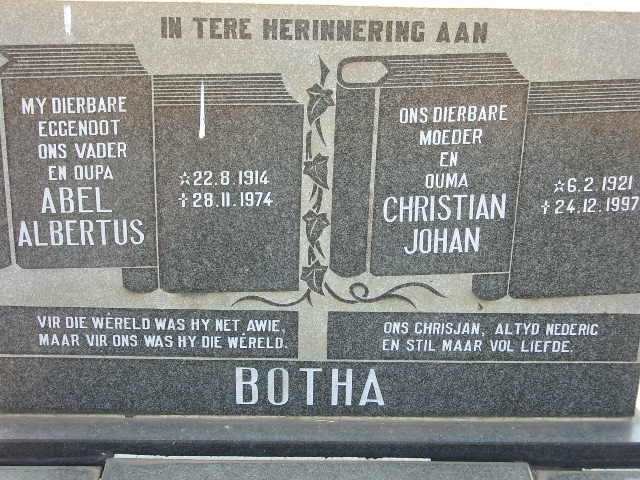 IN TERE HERINNERING AAN
MY DIERBARE
EGGENOOT
ONS VADER
EN OUPA
ABEL
ALBERTUS
☆22.8.1914
✝28.11.1974
ONS DIERBARE
MOEDER
EN
OUMA
CHRISTIAN
JOHAN
☆6.2.1921
✝24.12.1997
VIR DIE WÊRELD WAS HY NET, AWIE,
MAAR VIR ONS WAS HY DIE WÊRELD.
ONS CHRISJAN, ALTYD NEDERIG
EN STIL MAAR VOL LIEFDE.
BOTHA